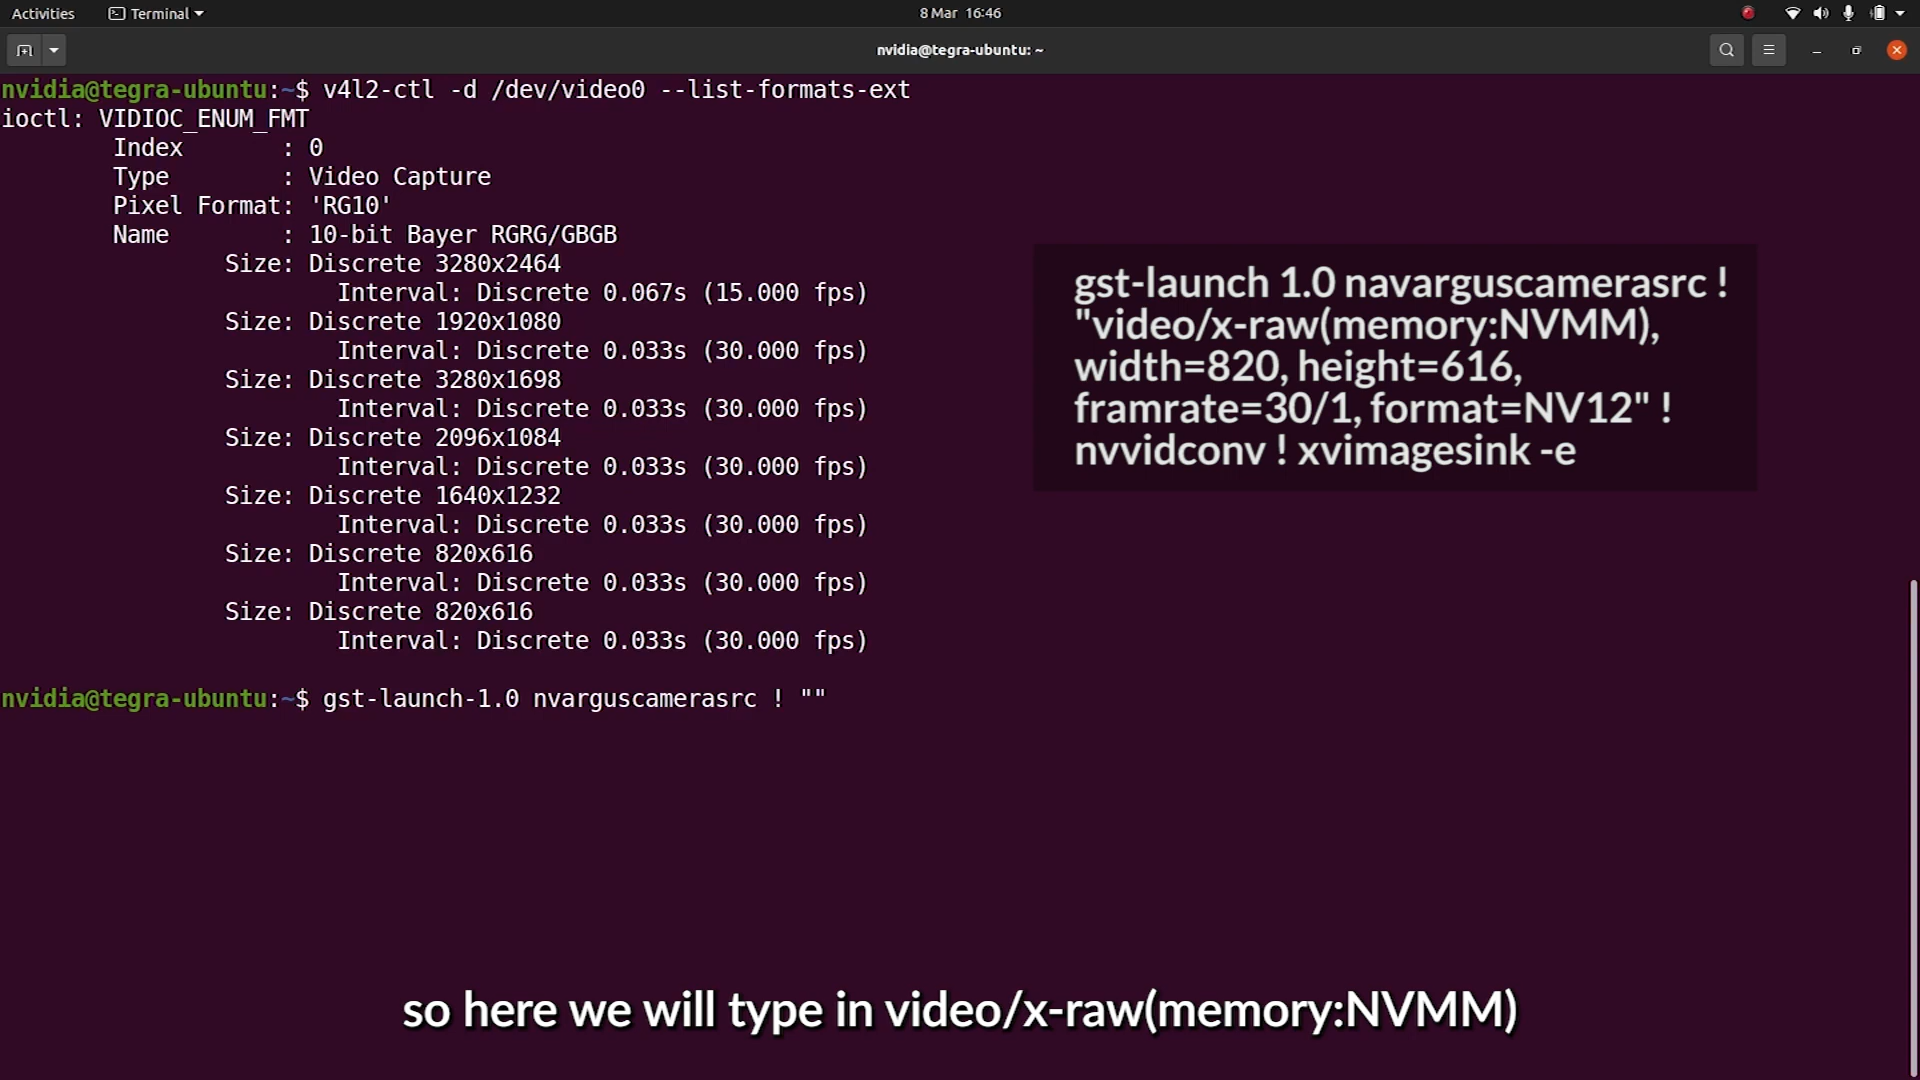 Activities Terminal 8 Mar 16:46
nvidia@tegra-ubuntu: ~
nvidia@tegra-ubuntu:~$ v4l2-ctl -d /dev/video0 --list-formats-ext
ioctl: VIDIOC_ENUM_FMT
Index : 0
Type : Video Capture
Pixel Format: 'RG10'
Name : 10-bit Bayer RGRG/GBGB
Size: Discrete 3280x2464
Interval: Discrete 0.067s (15.000 fps)
Size: Discrete 1920x1080
Interval: Discrete 0.033s (30.000 fps)
Size: Discrete 3280x1698
Interval: Discrete 0.033s (30.000 fps)
Size: Discrete 2096x1084
Interval: Discrete 0.033s (30.000 fps)
Size: Discrete 1640x1232
Interval: Discrete 0.033s (30.000 fps)
Size: Discrete 820x616
Interval: Discrete 0.033s (30.000 fps)
Size: Discrete 820x616
Interval: Discrete 0.033s (30.000 fps)
nvidia@tegra-ubuntu:~$ gst-launch-1.0 nvarguscamerasrc ! ""
gst-launch 1.0 navarguscamerasrc !
"video/x-raw(memory:NVMM),
width=820, height=616,
framrate=30/1, format=NV12" !
nvvidconv ! xvimagesink -e
so here we will type in video/x-raw(memory:NVMM)